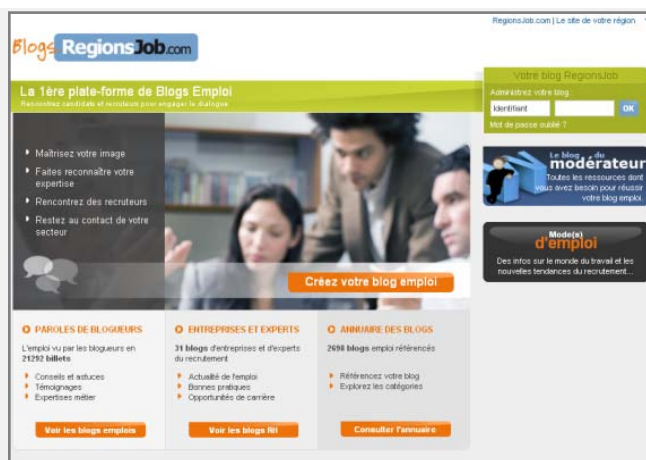 RegionsJob.com | Le site de votre région
Blogs RegionsJob.com
La 1ère plate-forme de Blogs Emploi
Rencontrez candidats et recruteurs pour engager le dialogue
Votre blog RegionsJob
Administrez votre blog :
Identifiant
OK
Mot de passe oublié ?
Maîtrisez votre image
Faites reconnaître votre
expertise
Rencontrez des recruteurs
Restez au contact de votre
secteur
Créez votre blog emploi
Le blog du
modérateur
Toutes les ressources dont
vous avez besoin pour réussir
votre blog emploi.
Mode(s)
d'emploi
Des infos sur le monde du travail et les
nouvelles tendances du recrutement...
PAROLES DE BLOGUEURS
L'emploi vu par les blogueurs en
21292 billets
Conseils et astuces
Témoignages
Expertises métier
Voir les blogs emplois
ENTREPRISES ET EXPERTS
31 blogs d'entreprises et d'experts
du recrutement
Actualité de l'emploi
Bonnes pratiques
Opportunités de carrière
Voir les blogs RH
ANNUAIRE DES BLOGS
2698 blogs emploi référencés
Référencez votre blog
Explorez les catégories
Consulter l'annuaire